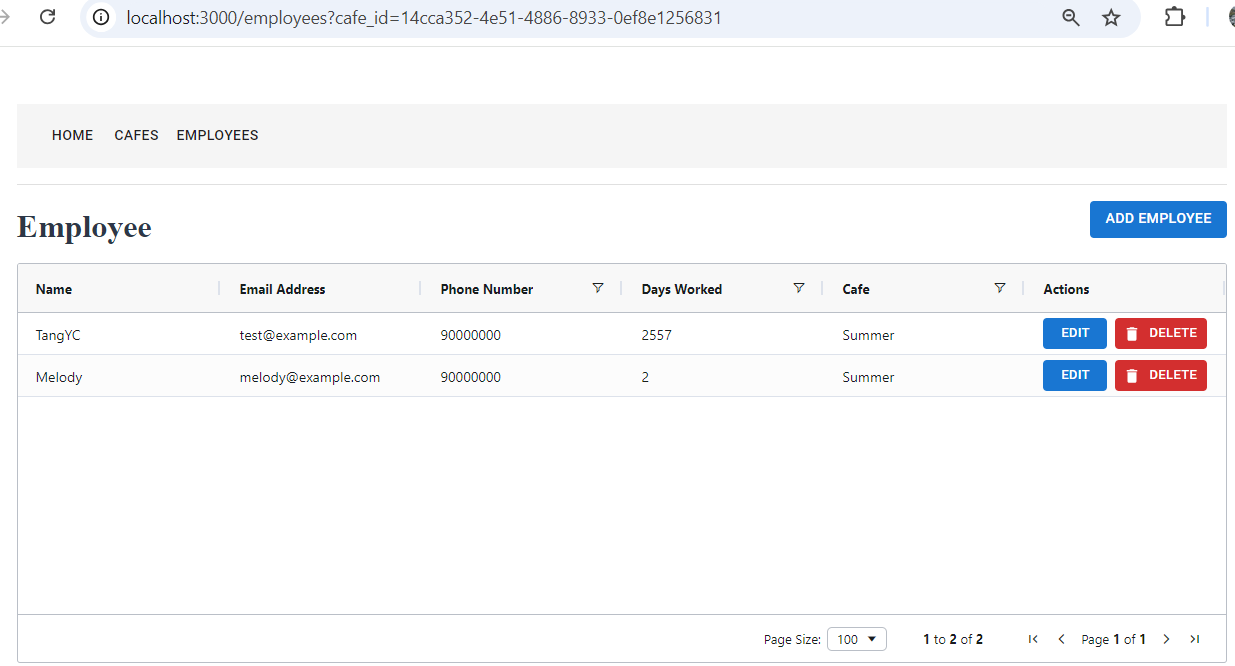 localhost:3000/employees?cafe_id=14cca352-4e51-4886-8933-0ef8e1256831
HOME CAFES EMPLOYEES
Employee ADD EMPLOYEE
Name Email Address Phone Number Days Worked Cafe Actions
TangYC test@example.com 90000000 2557 Summer EDIT DELETE
Melody melody@example.com 90000000 2 Summer EDIT DELETE
Page Size: 100 1 to 2 of 2 Page 1 of 1